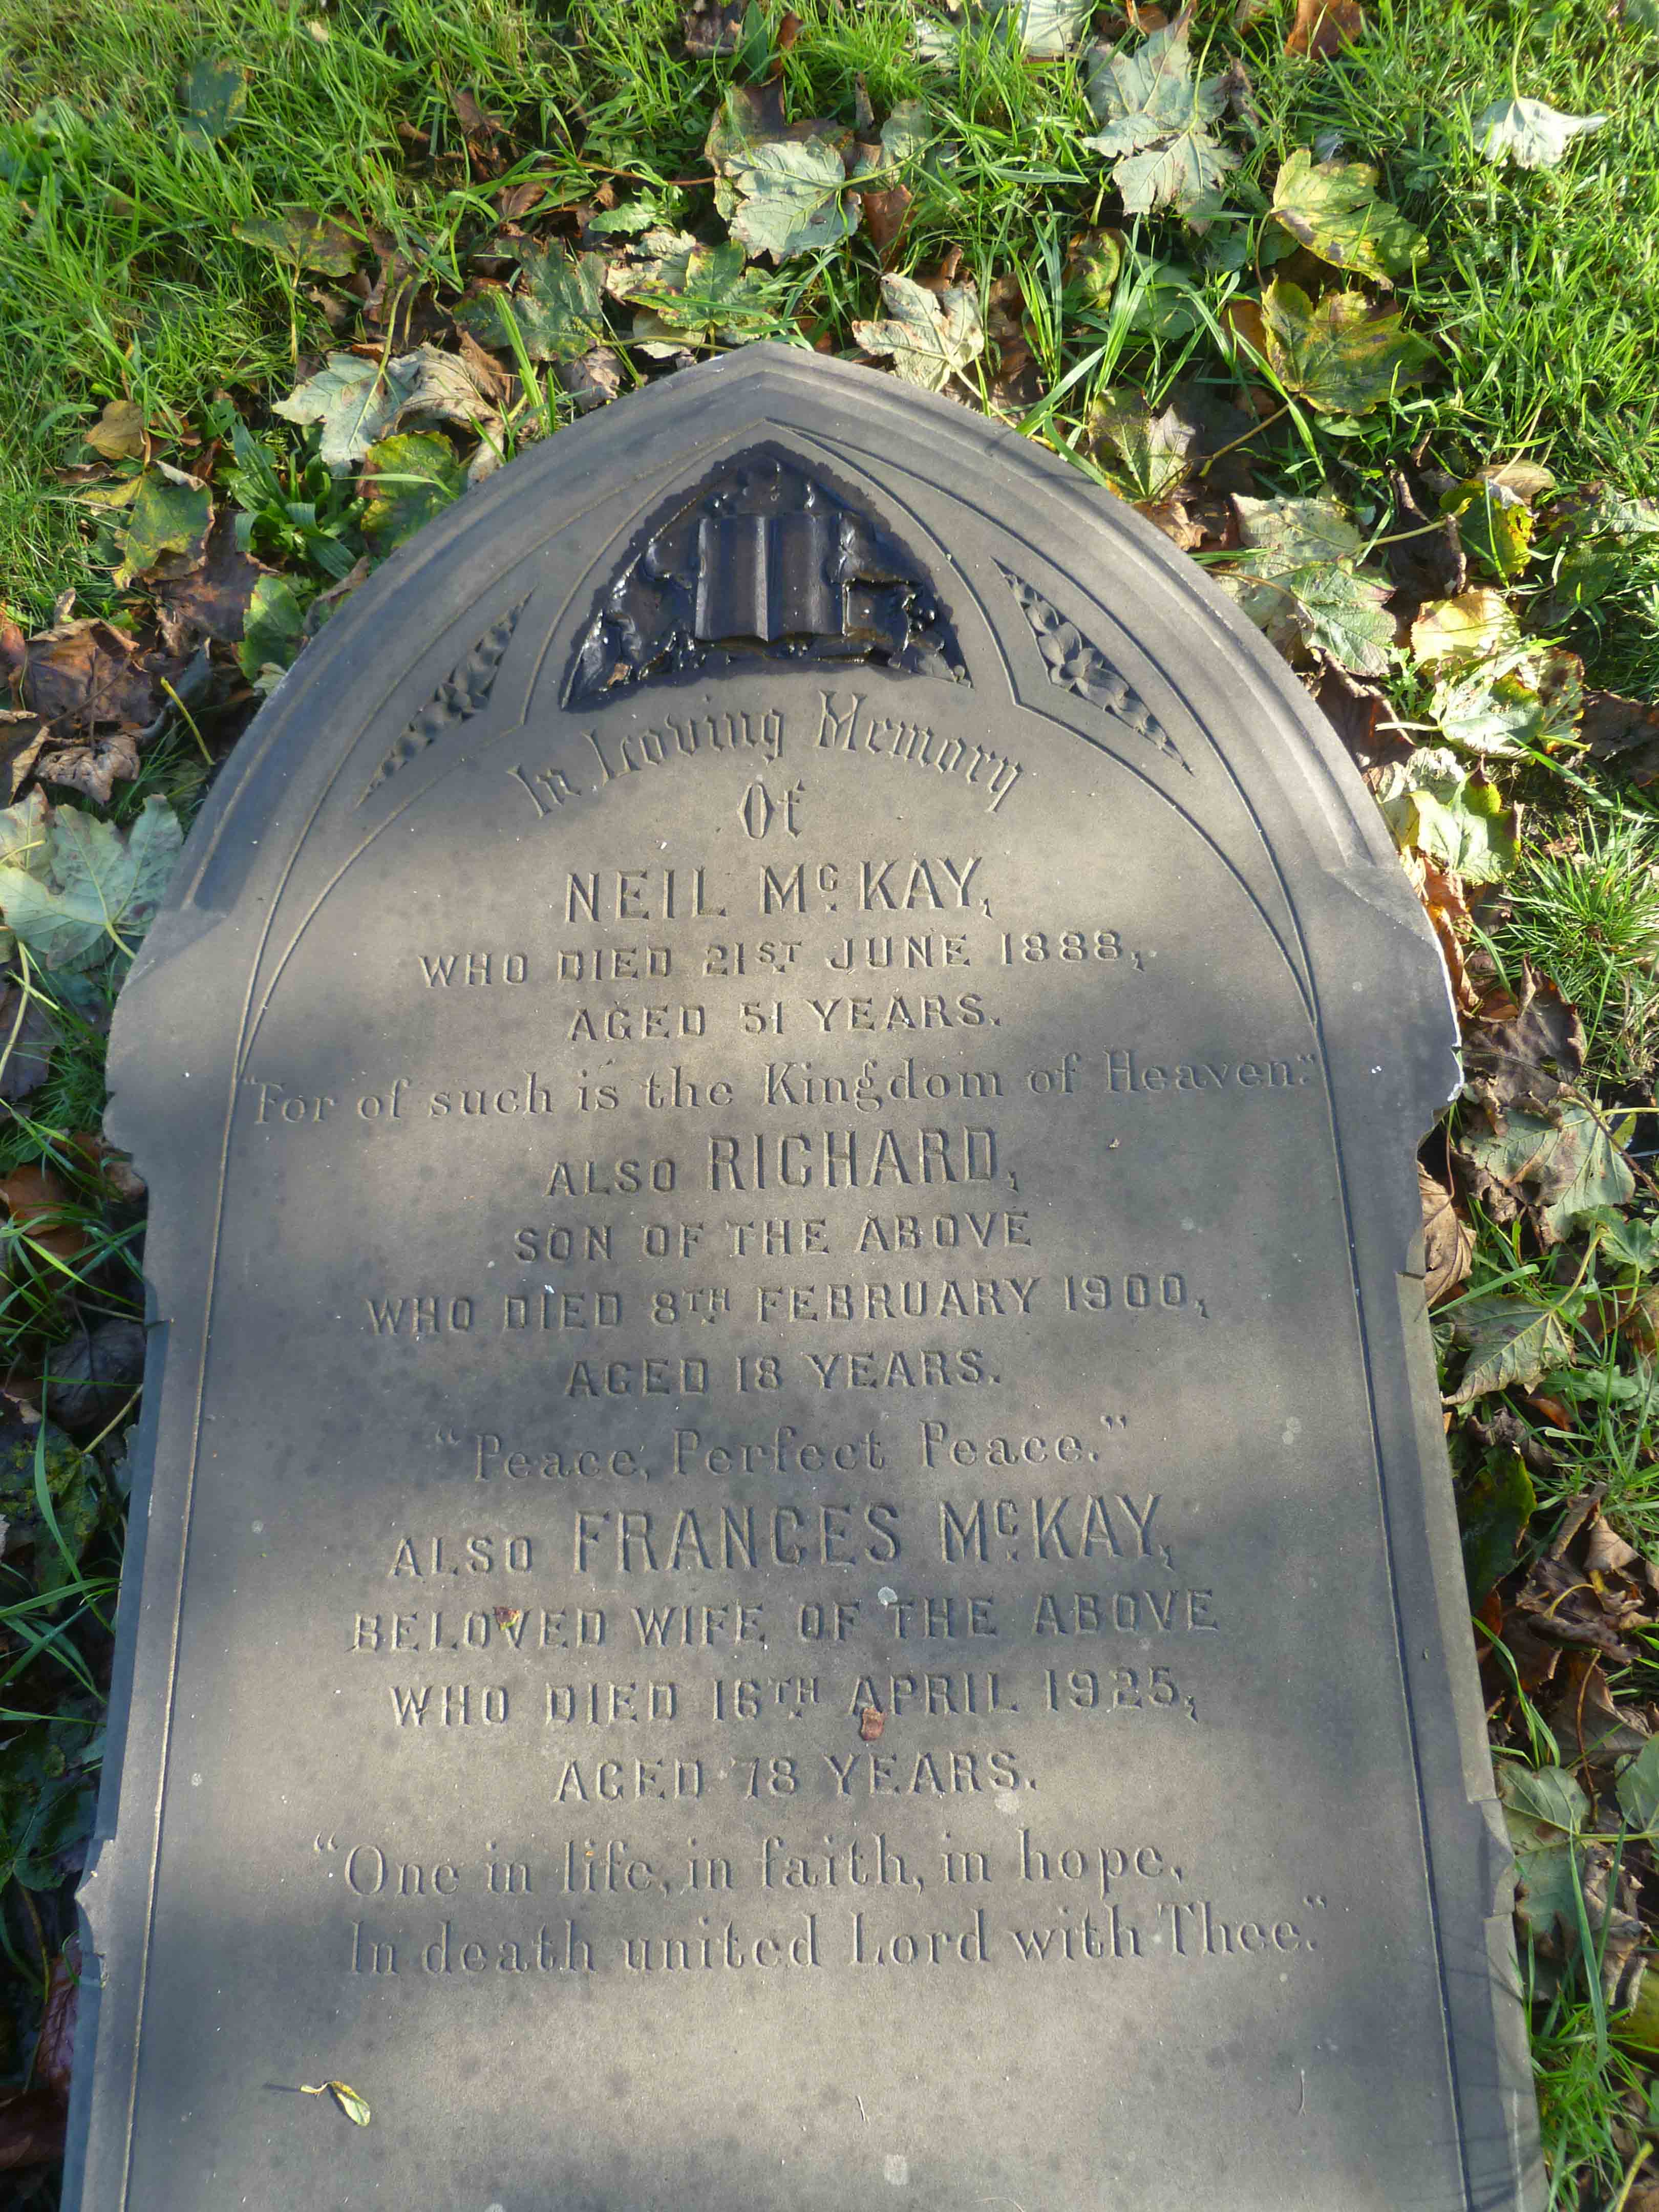 In Loving Memory
Of
NEIL McKAY,
WHO DIED 21ST JUNE 1888,
AGED 51 YEARS.
"For of such is the Kingdom of Heaven."
ALSO RICHARD,
SON OF THE ABOVE
WHO DIED 8TH FEBRUARY 1900,
AGED 18 YEARS.
"Peace, Perfect Peace."
ALSO FRANCES McKAY,
BELOVED WIFE OF THE ABOVE
WHO DIED 16TH APRIL 1925,
AGED 78 YEARS.
"One in life, in faith, in hope,
In death united Lord with Thee."